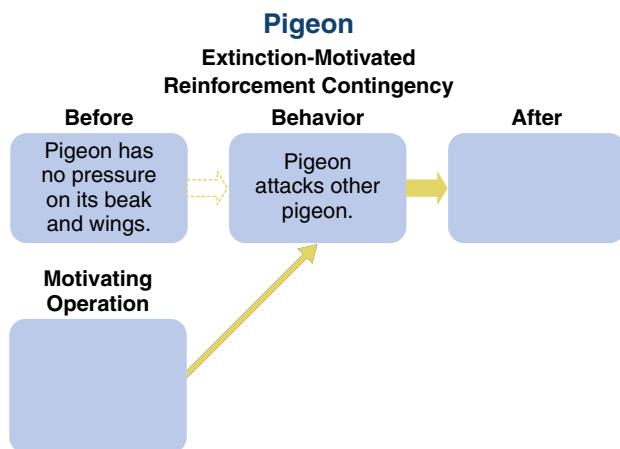 Pigeon
Extinction-Motivated
Reinforcement Contingency
Before
Behavior
After
Pigeon has
no pressure
on its beak
and wings.
Pigeon
attacks other
pigeon.
Motivating
Operation